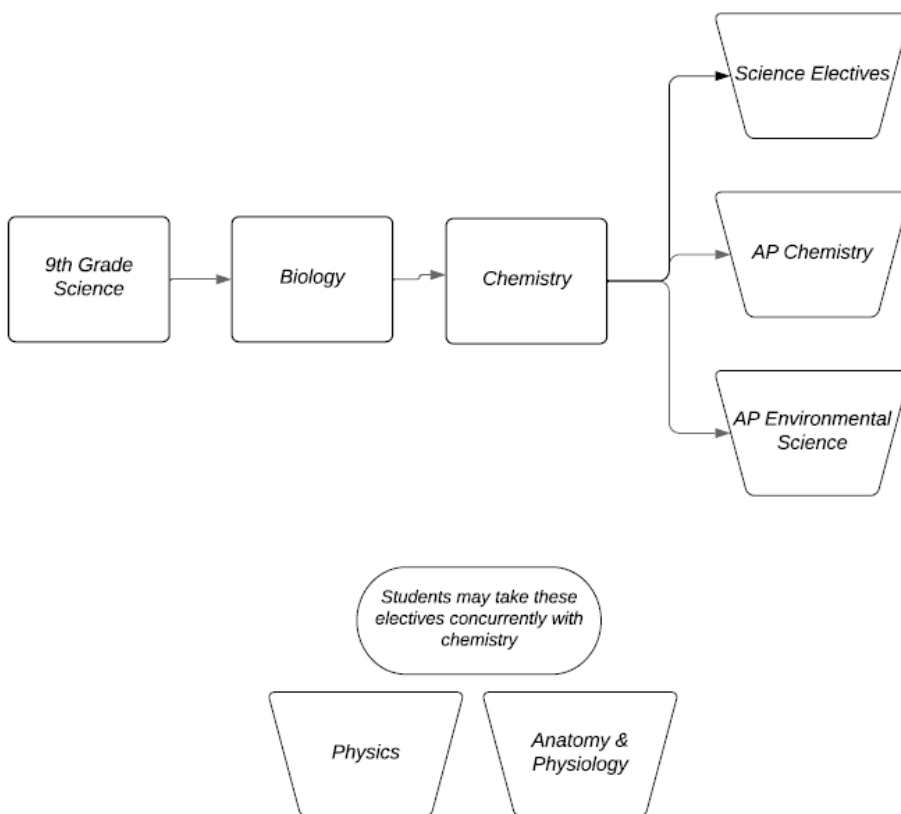 Science Electives
9th Grade
Science
Biology
Chemistry
AP Chemistry
AP Environmental
Science
Students may take these
electives concurrently with
chemistry
Physics
Anatomy &
Physiology